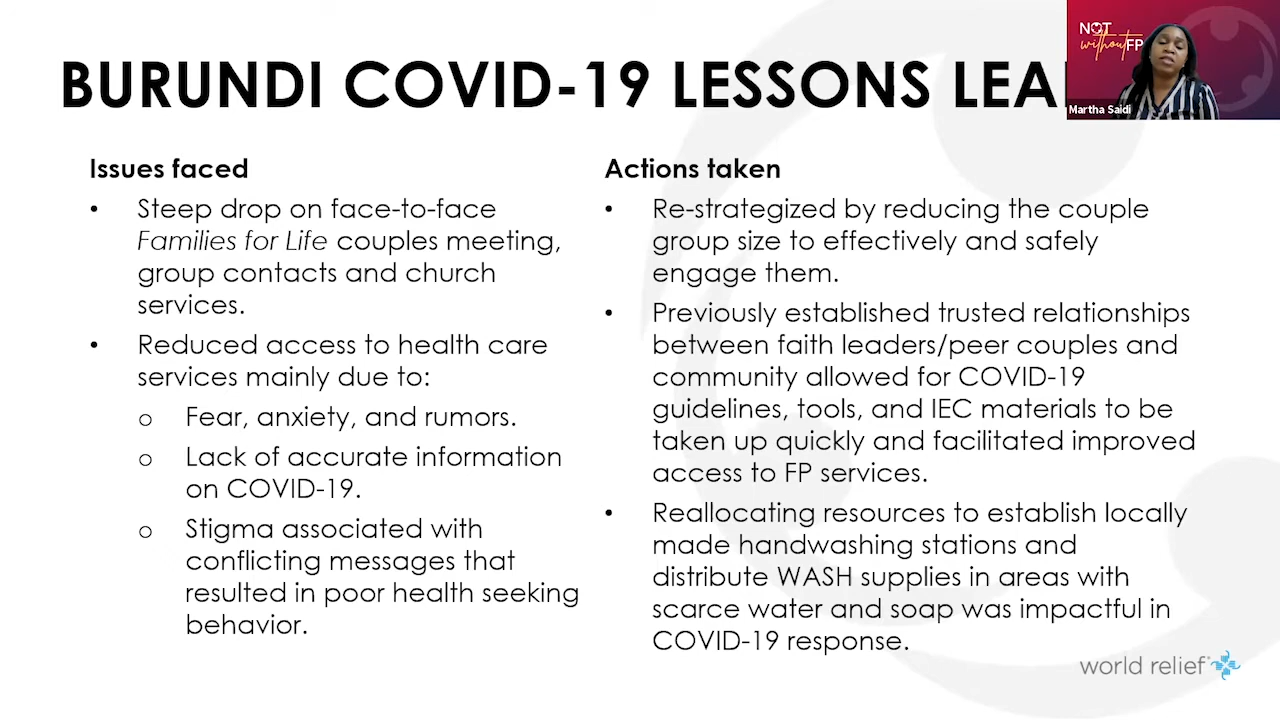 BURUNDI COVID-19 LESSONS LEA
NOT
without FP
Martha Saidi
Issues faced
• Steep drop on face-to-face
Families for Life couples meeting,
group contacts and church
services.
• Reduced access to health care
services mainly due to:
o Fear, anxiety, and rumors.
o Lack of accurate information
on COVID-19.
o Stigma associated with
conflicting messages that
resulted in poor health seeking
behavior.
Actions taken
• Re-strategized by reducing the couple
group size to effectively and safely
engage them.
• Previously established trusted relationships
between faith leaders/peer couples and
community allowed for COVID-19
guidelines, tools, and IEC materials to be
taken up quickly and facilitated improved
access to FP services.
• Reallocating resources to establish locally
made handwashing stations and
distribute WASH supplies in areas with
scarce water and soap was impactful in
COVID-19 response.
world relief